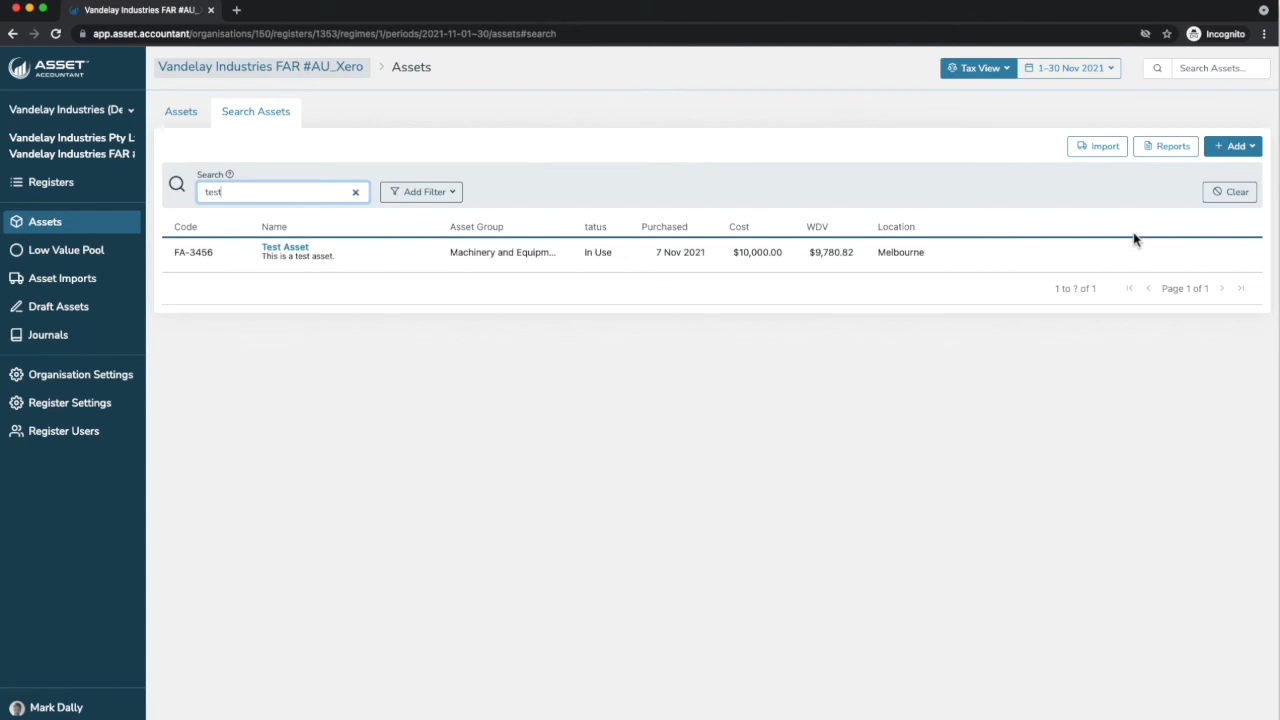 Vandelay Industries FAR #AU_
app.asset.accountant/organisations/150/registers/1353/regimes/1/periods/2021-11-01~30/assets#search
Incognito
ASSET
ACCOUNTANT
Vandelay Industries FAR #AU_Xero > Assets
Tax View
1–30 Nov 2021
Search Assets...
Vandelay Industries (De
Vandelay Industries Pty L
Vandelay Industries FAR
Registers
Assets
Low Value Pool
Asset Imports
Draft Assets
Journals
Organisation Settings
Register Settings
Register Users
Mark Dally
Assets
Search Assets
Import
Reports
+ Add
Search
test
Add Filter
Clear
Code Name Asset Group tatus Purchased Cost WDV Location
FA-3456 Test Asset Machinery and Equipm... In Use 7 Nov 2021 $10,000.00 $9,780.82 Melbourne
This is a test asset.
1 to ? of 1
Page 1 of 1